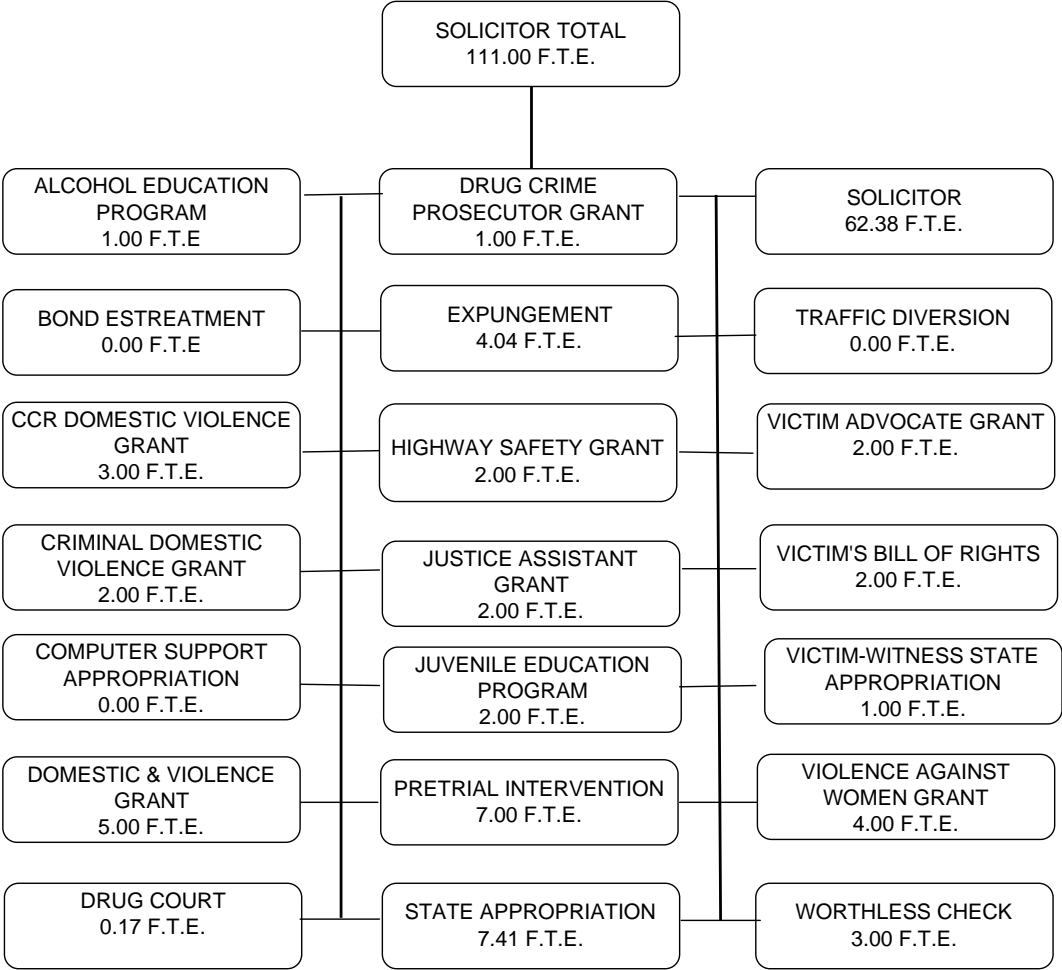 SOLICITOR TOTAL
111.00 F.T.E.
ALCOHOL EDUCATION
PROGRAM
1.00 F.T.E
DRUG CRIME
PROSECUTOR GRANT
1.00 F.T.E.
SOLICITOR
62.38 F.T.E.
BOND ESTREATMENT
0.00 F.T.E
EXPUNGEMENT
4.04 F.T.E.
TRAFFIC DIVERSION
0.00 F.T.E.
CCR DOMESTIC VIOLENCE
GRANT
3.00 F.T.E.
HIGHWAY SAFETY GRANT
2.00 F.T.E.
VICTIM ADVOCATE GRANT
2.00 F.T.E.
CRIMINAL DOMESTIC
VIOLENCE GRANT
2.00 F.T.E.
JUSTICE ASSISTANT
GRANT
2.00 F.T.E.
VICTIM'S BILL OF RIGHTS
2.00 F.T.E.
COMPUTER SUPPORT
APPROPRIATION
0.00 F.T.E.
JUVENILE EDUCATION
PROGRAM
2.00 F.T.E.
VICTIM-WITNESS STATE
APPROPRIATION
1.00 F.T.E.
DOMESTIC & VIOLENCE
GRANT
5.00 F.T.E.
PRETRIAL INTERVENTION
7.00 F.T.E.
VIOLENCE AGAINST
WOMEN GRANT
4.00 F.T.E.
DRUG COURT
0.17 F.T.E.
STATE APPROPRIATION
7.41 F.T.E.
WORTHLESS CHECK
3.00 F.T.E.